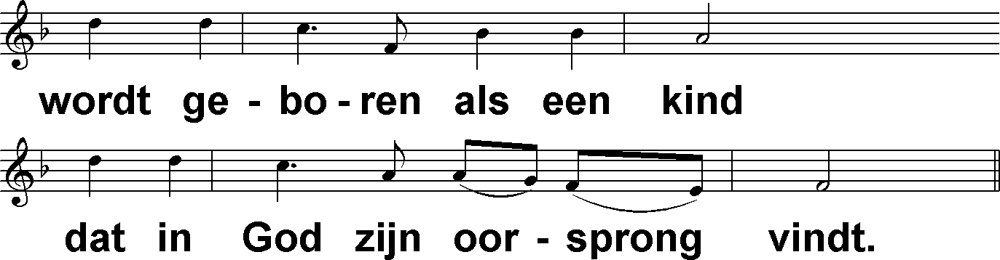 wordt ge - bo - ren als een kind
dat in God zijn oor - sprong vindt.